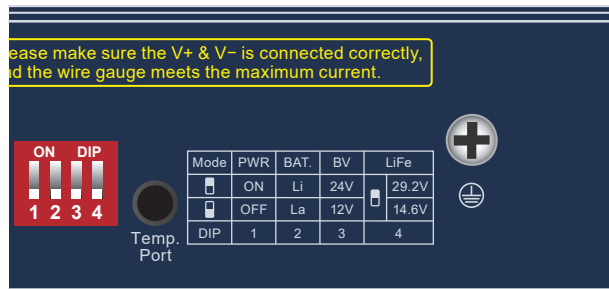 ease make sure the V+ & V− is connected correctly,
nd the wire gauge meets the maximum current.
ON DIP
1 2 3 4
Temp.
Port
Mode PWR BAT. BV LiFe
ON Li 24V 29.2V
OFF La 12V 14.6V
DIP 1 2 3 4